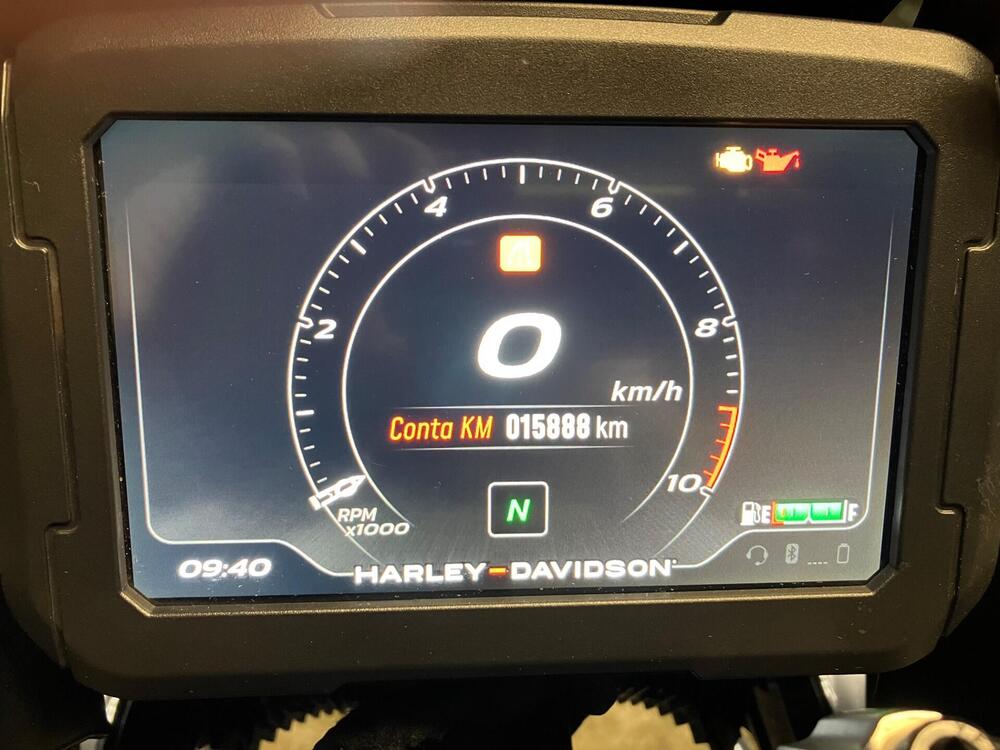 4
6
2
0
8
km/h
Conta KM 015888 km
10
N
RPM
x1000
E F
09:40
HARLEY-DAVIDSON